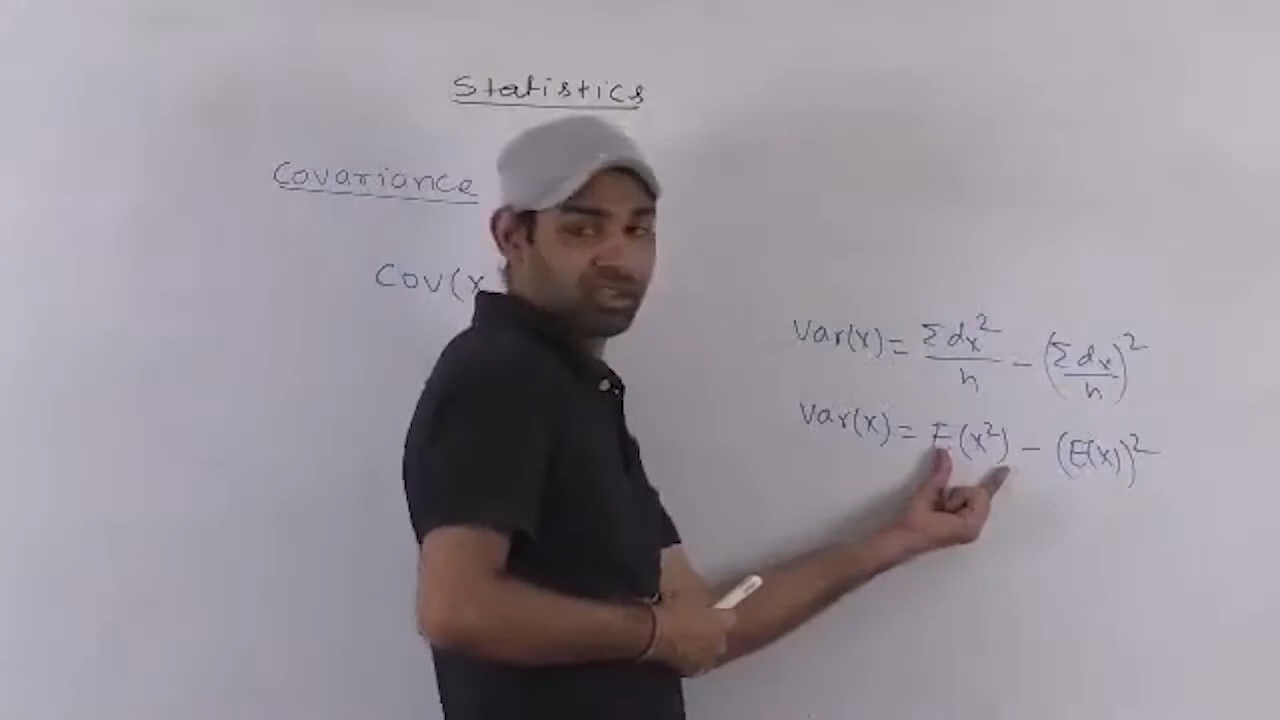 Statistics
Covariance
Cov(x
Var(x) = Σdx²/n - (Σdx/n)²
Var(x) = E(x²) - (E(x))²